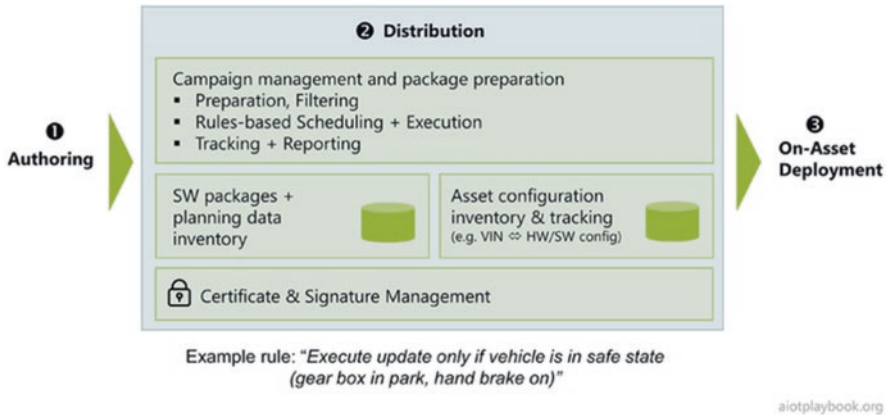 ❷ Distribution
Campaign management and package preparation
▪ Preparation, Filtering
▪ Rules-based Scheduling + Execution
▪ Tracking + Reporting
❶
Authoring
❸
On-Asset
Deployment
SW packages +
planning data
inventory
Asset configuration
inventory & tracking
(e.g. VIN ⇔ HW/SW config)
Certificate & Signature Management
Example rule: “Execute update only if vehicle is in safe state
(gear box in park, hand brake on)”
aiotplaybook.org